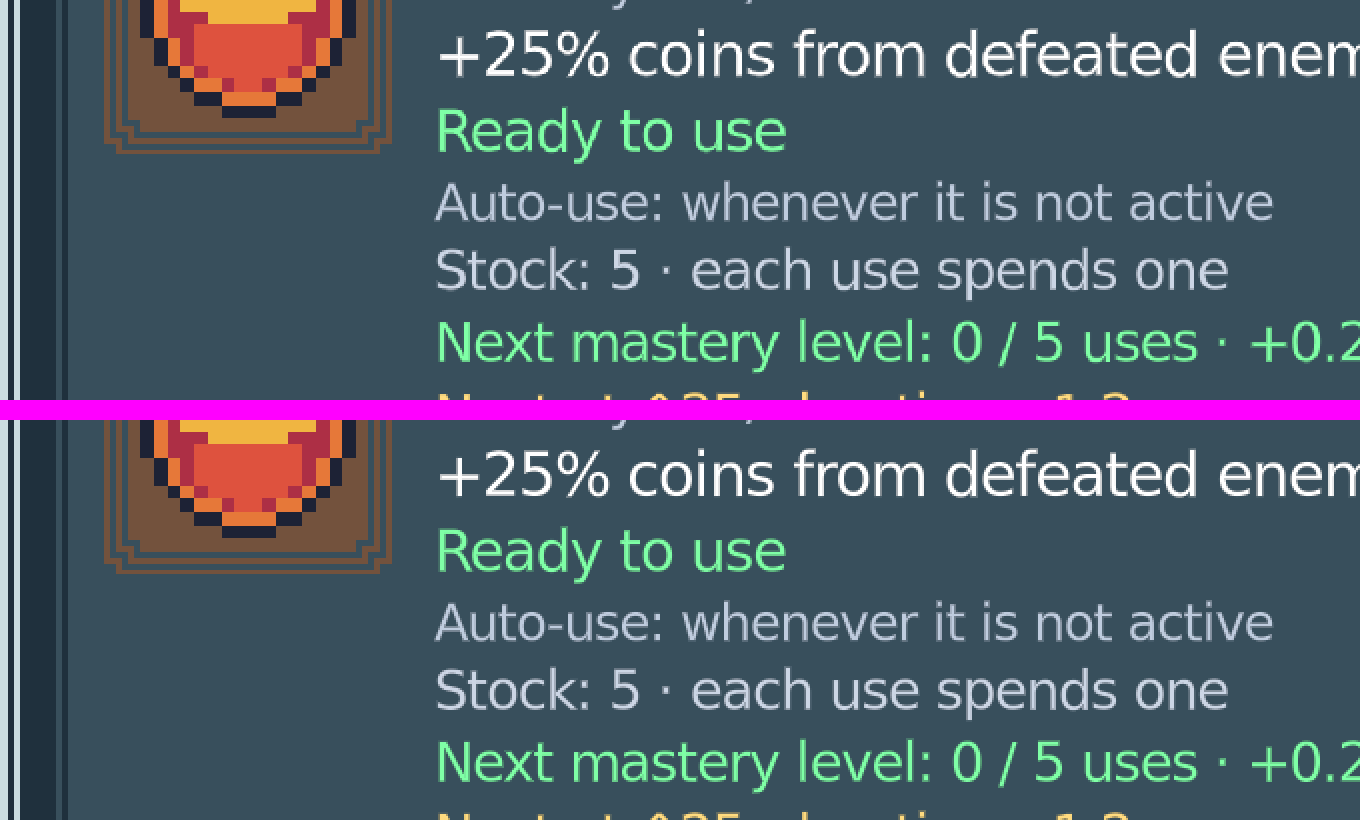 +25% coins from defeated enem
Ready to use
Auto-use: whenever it is not active
Stock: 5 · each use spends one
Next mastery level: 0 / 5 uses · +0.2
+25% coins from defeated enem
Ready to use
Auto-use: whenever it is not active
Stock: 5 · each use spends one
Next mastery level: 0 / 5 uses · +0.2